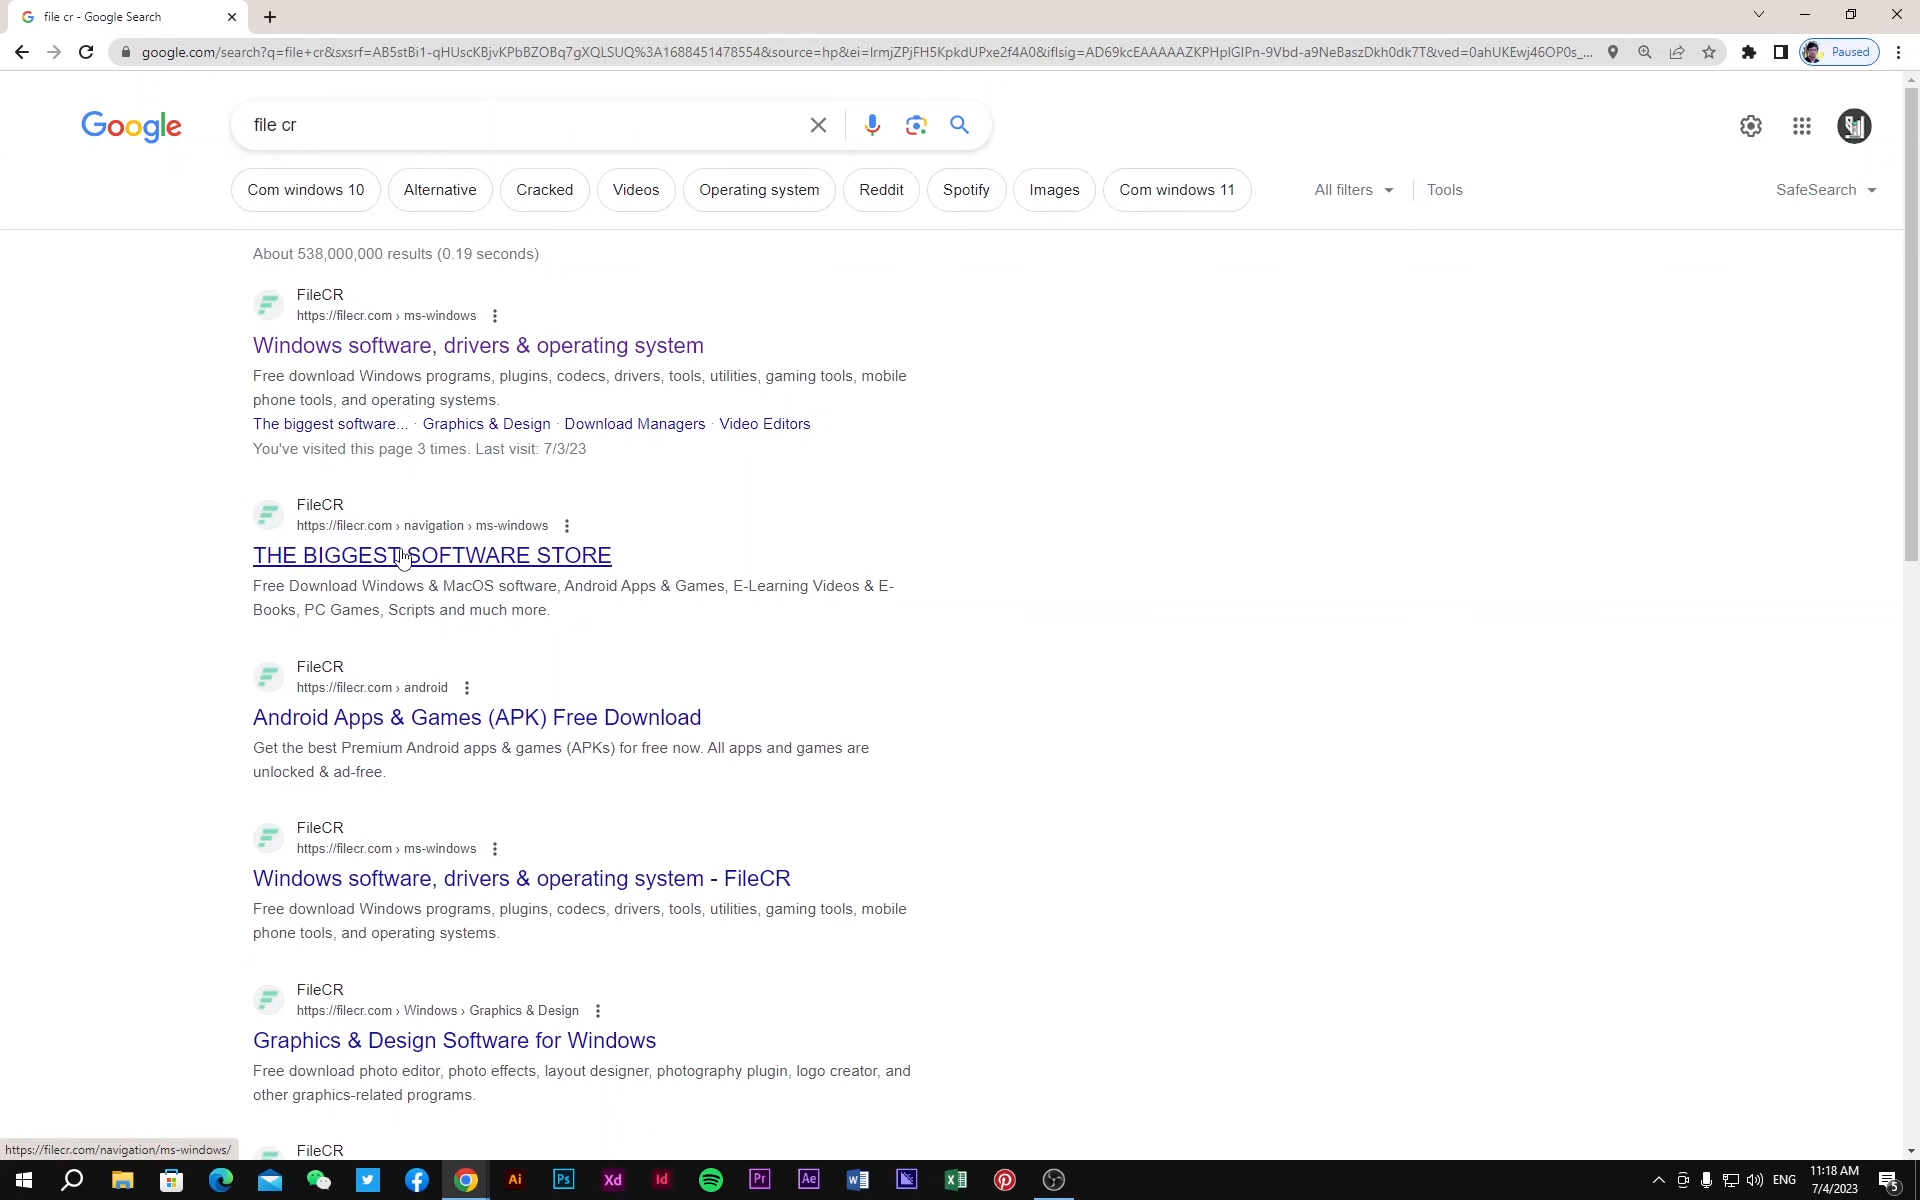 file cr - Google Search
google.com/search?q=file+cr&sxsrf=AB5stBi1-qHUscKBjvKPbBZOBq7gXQLSUQ%3A1688451478554&source=hp&ei=IrmjZPjFH5KpkdUPxe2f4A0&iflsig=AD69kcEAAAAAZKPHplGIPn-9Vbd-a9NeBaszDkh0dk7T&ved=0ahUKEwj46OP0s_...
Paused
Google
file cr
Com windows 10 Alternative Cracked Videos Operating system Reddit Spotify Images Com windows 11 All filters Tools SafeSearch
About 538,000,000 results (0.19 seconds)
FileCR
https://filecr.com › ms-windows
Windows software, drivers & operating system
Free download Windows programs, plugins, codecs, drivers, tools, utilities, gaming tools, mobile
phone tools, and operating systems.
The biggest software... · Graphics & Design · Download Managers · Video Editors
You've visited this page 3 times. Last visit: 7/3/23
FileCR
https://filecr.com › navigation › ms-windows
THE BIGGEST SOFTWARE STORE
Free Download Windows & MacOS software, Android Apps & Games, E-Learning Videos & E-
Books, PC Games, Scripts and much more.
FileCR
https://filecr.com › android
Android Apps & Games (APK) Free Download
Get the best Premium Android apps & games (APKs) for free now. All apps and games are
unlocked & ad-free.
FileCR
https://filecr.com › ms-windows
Windows software, drivers & operating system - FileCR
Free download Windows programs, plugins, codecs, drivers, tools, utilities, gaming tools, mobile
phone tools, and operating systems.
FileCR
https://filecr.com › Windows › Graphics & Design
Graphics & Design Software for Windows
Free download photo editor, photo effects, layout designer, photography plugin, logo creator, and
other graphics-related programs.
FileCR
https://filecr.com/navigation/ms-windows/
Ai Ps Xd Id Pr Ae
ENG
11:18 AM
7/4/2023
5